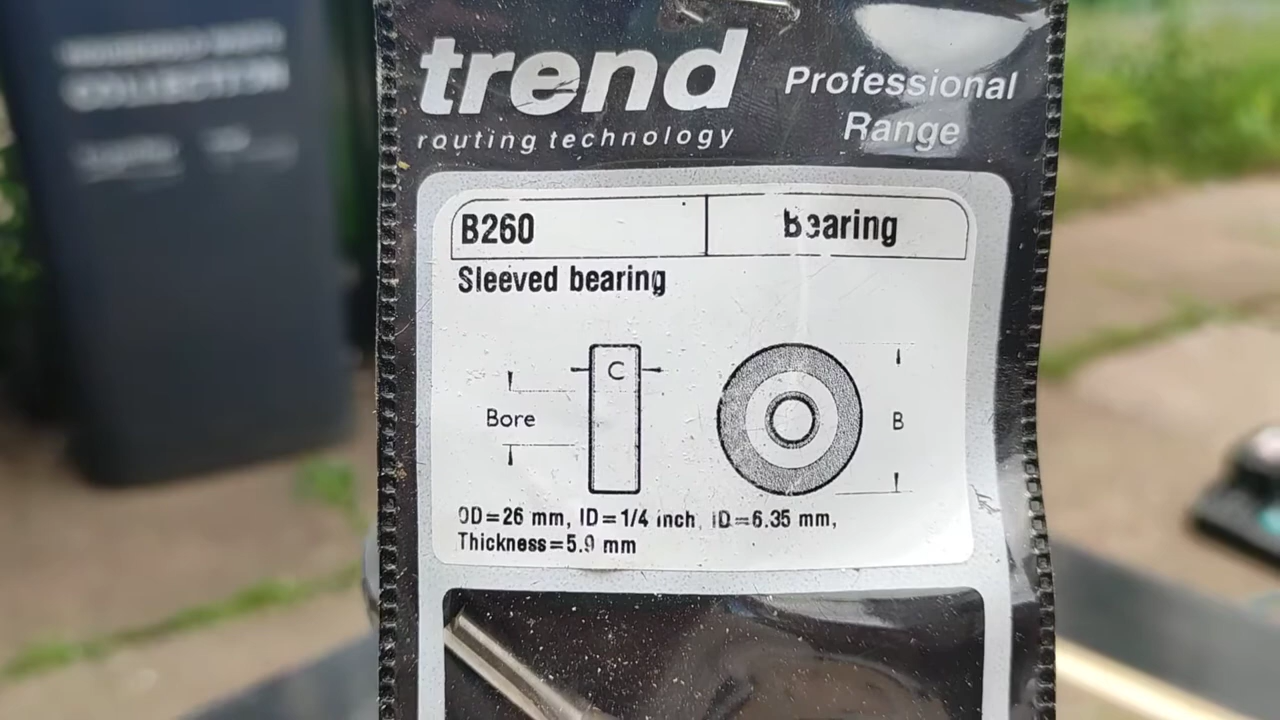 trend
Professional
Range
routing technology
B260
Bearing
Sleeved bearing
C
Bore
B
OD=26 mm, ID=1/4 inch, ID=6.35 mm,
Thickness=5.9 mm
COLLECTION